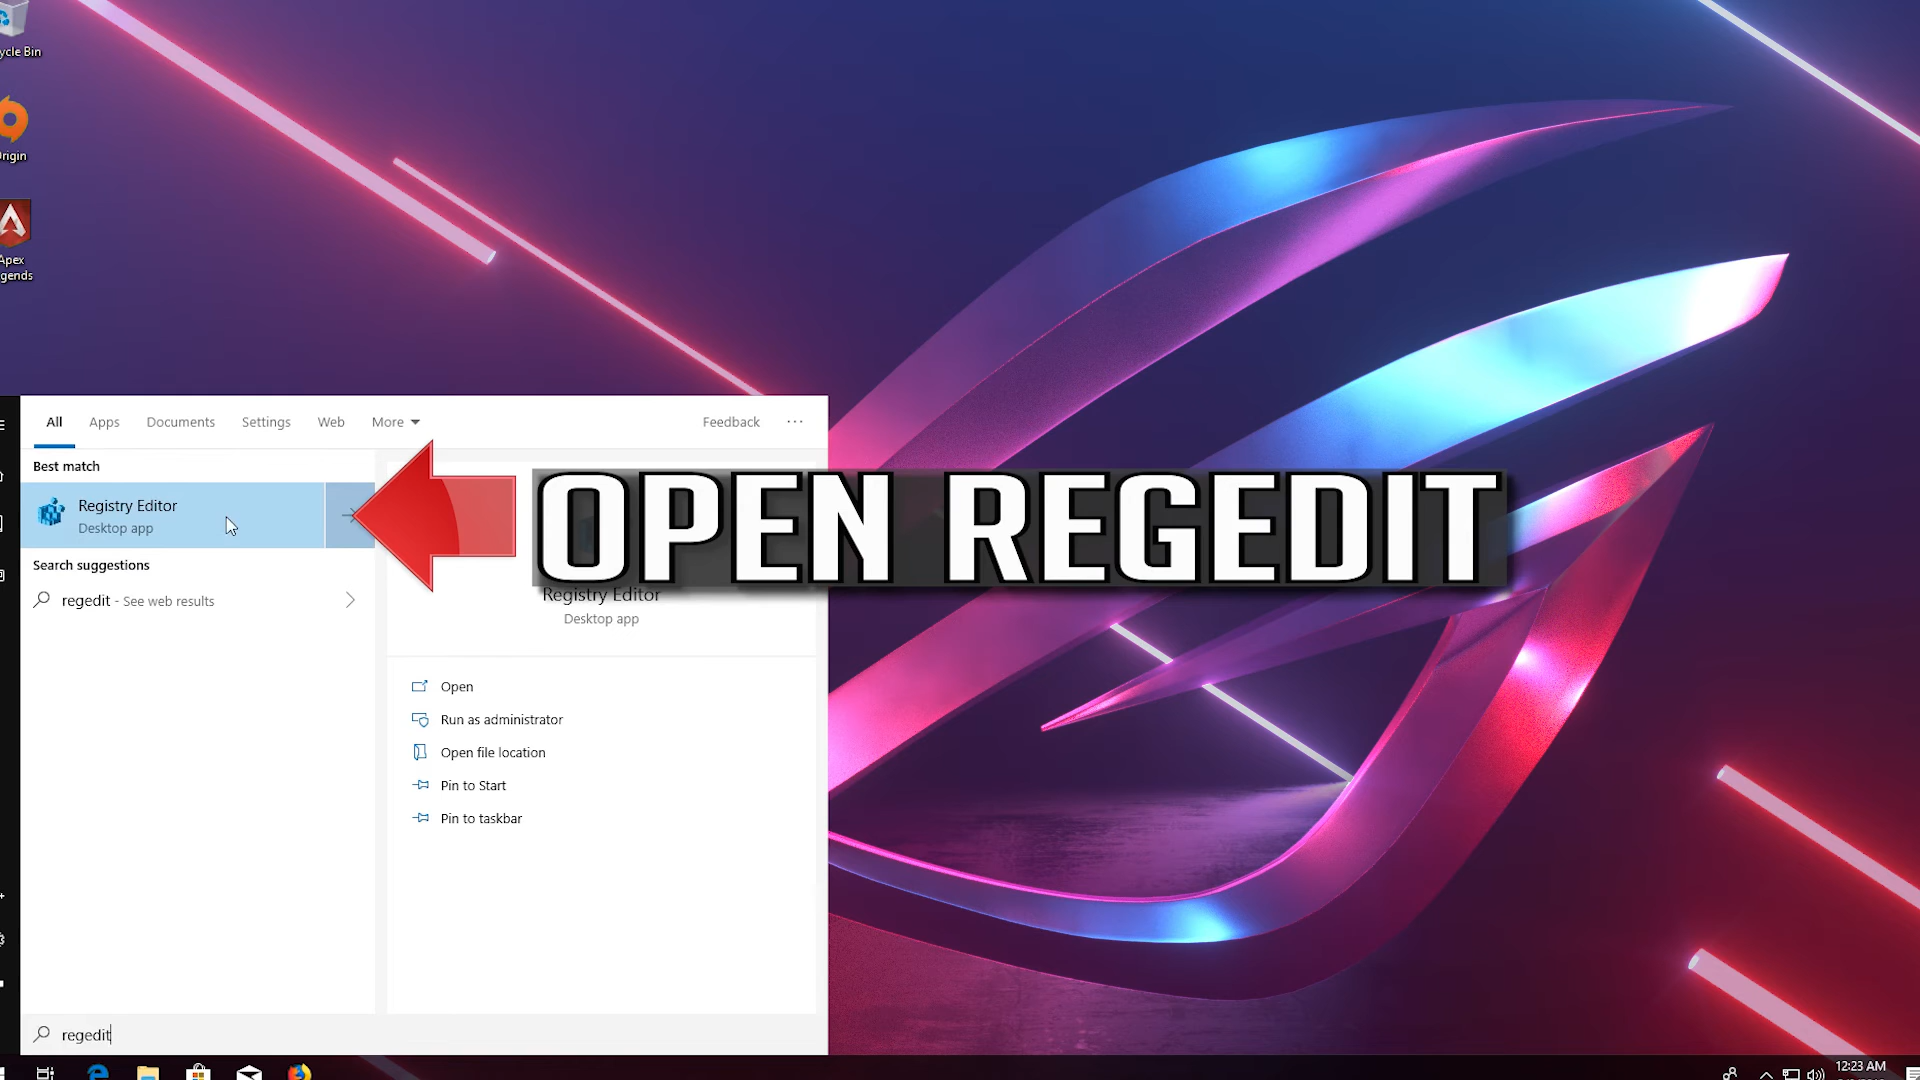 ycle Bin
rigin
Apex
gends
All
Apps
Documents
Settings
Web
More
Feedback
...
Best match
Registry Editor
Desktop app
Search suggestions
regedit - See web results
OPEN REGEDIT
Registry Editor
Desktop app
Open
Run as administrator
Open file location
Pin to Start
Pin to taskbar
regedit
12:23 AM